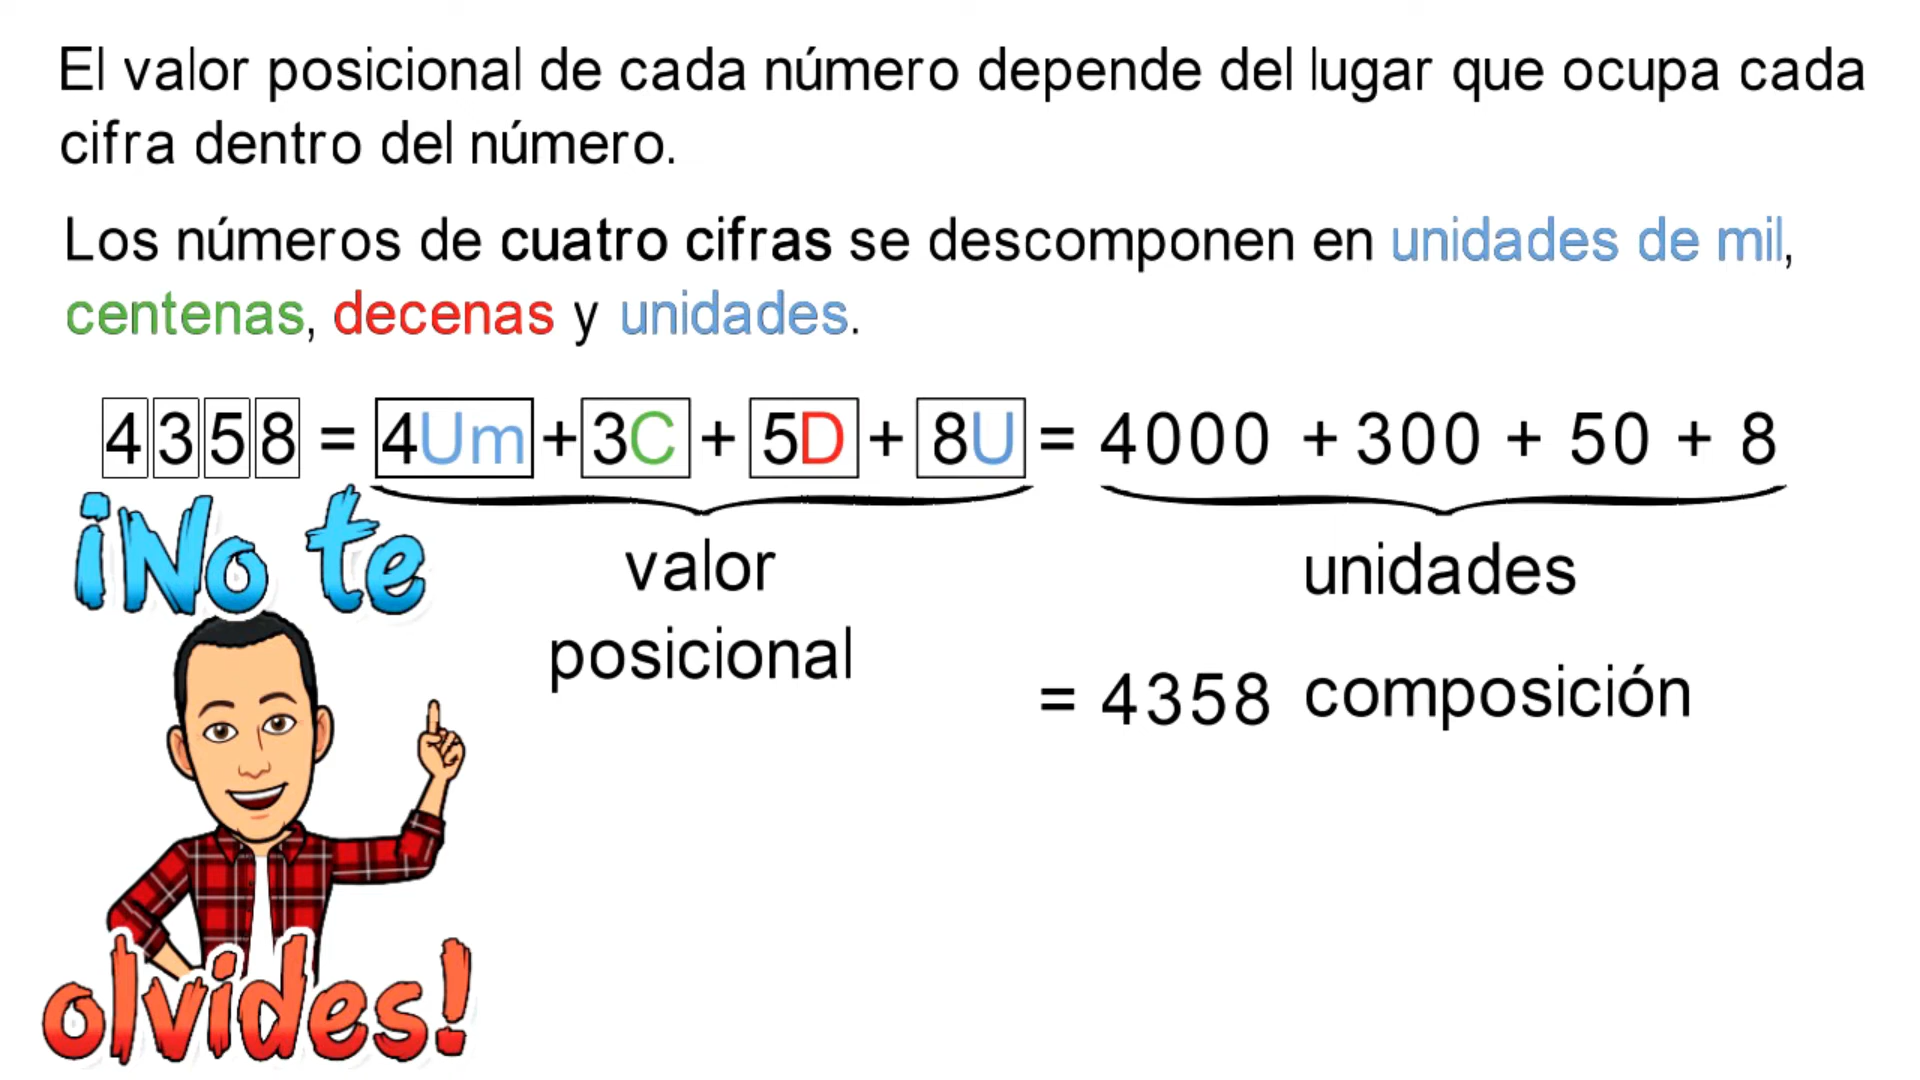 El valor posicional de cada número depende del lugar que ocupa cada
cifra dentro del número.
Los números de cuatro cifras se descomponen en unidades de mil,
centenas, decenas y unidades.
4358 = 4Um + 3C + 5D + 8U = 4000 + 300 + 50 + 8
¡No te
valor
posicional
unidades
= 4358 composición
olvides!